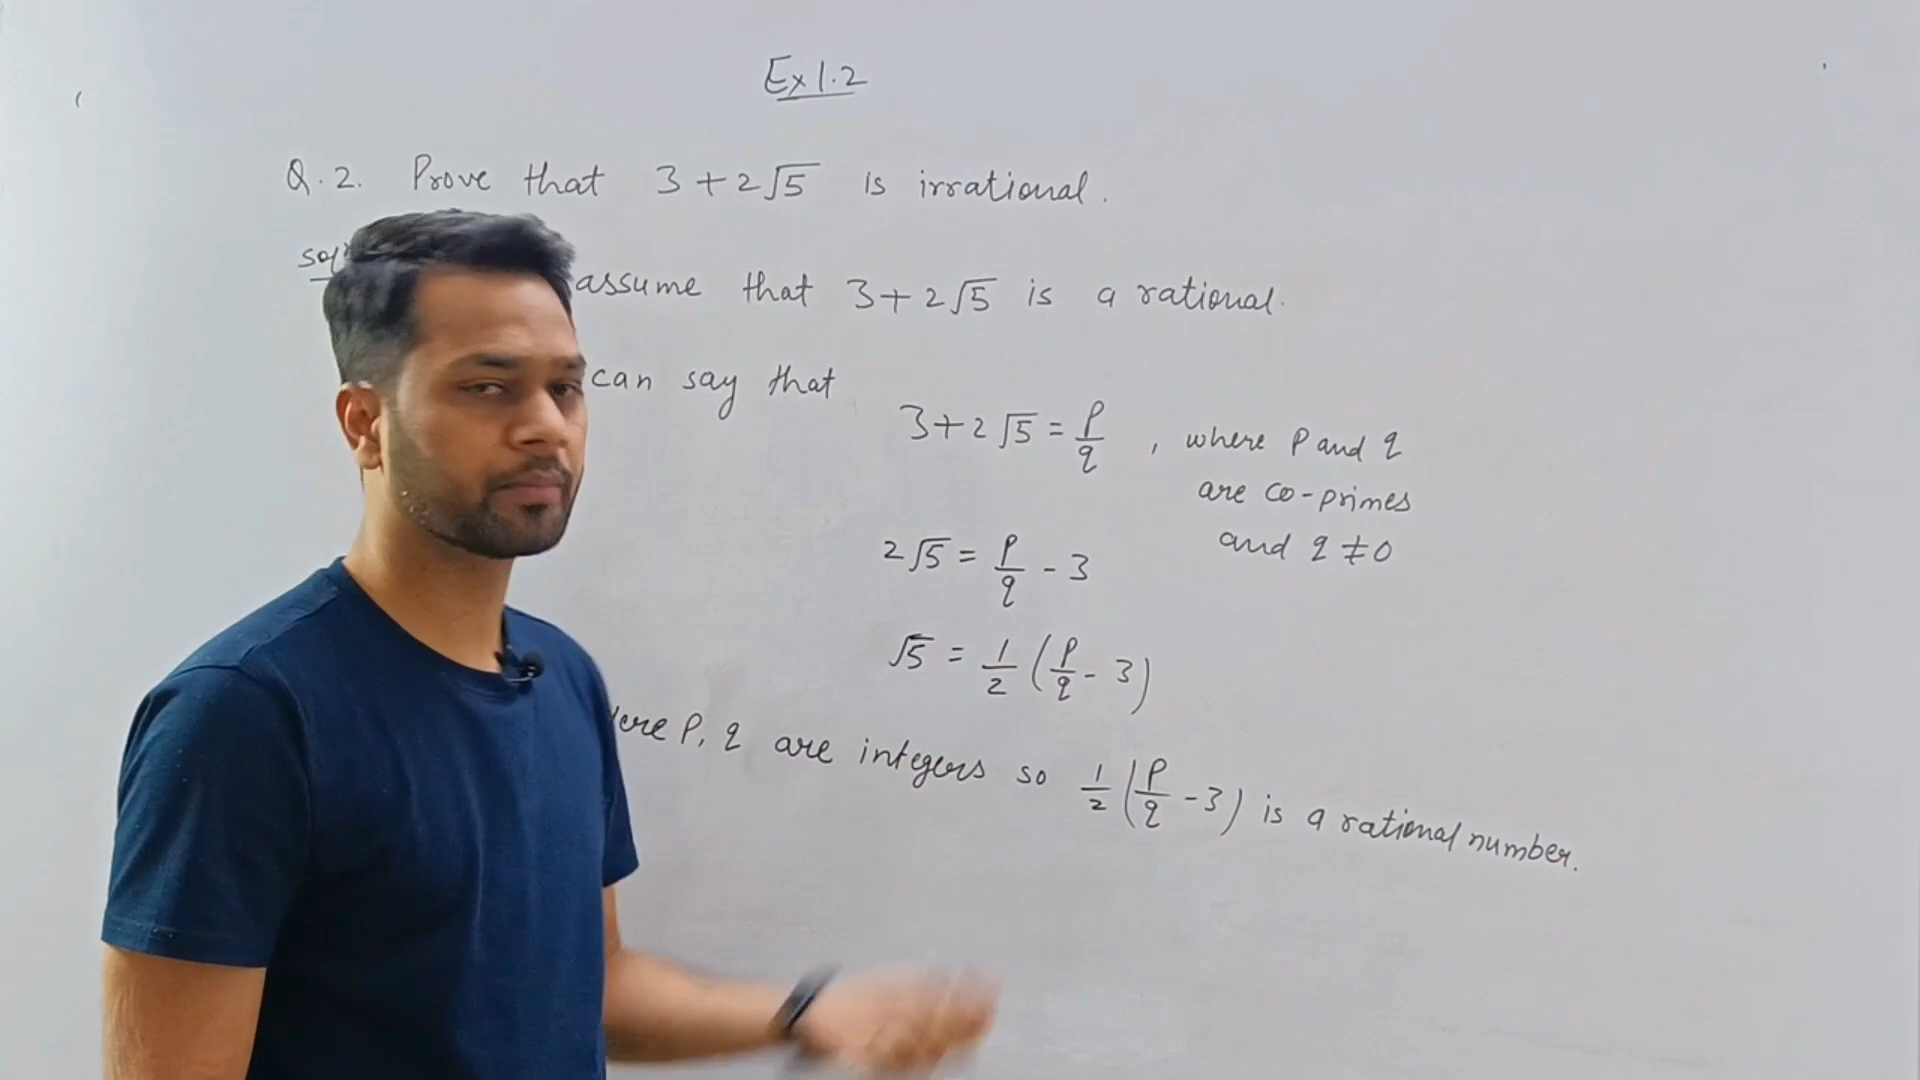 Ex 1.2
Q.2. Prove that 3+2√5 is irrational.
assume that 3+2√5 is a rational.
can say that
3+2√5 = p/q , where p and q
are co-primes
and q ≠ 0
2√5 = p/q - 3
√5 = 1/2 (p/q - 3)
p, q are integers so 1/2 (p/q - 3) is a rational number.